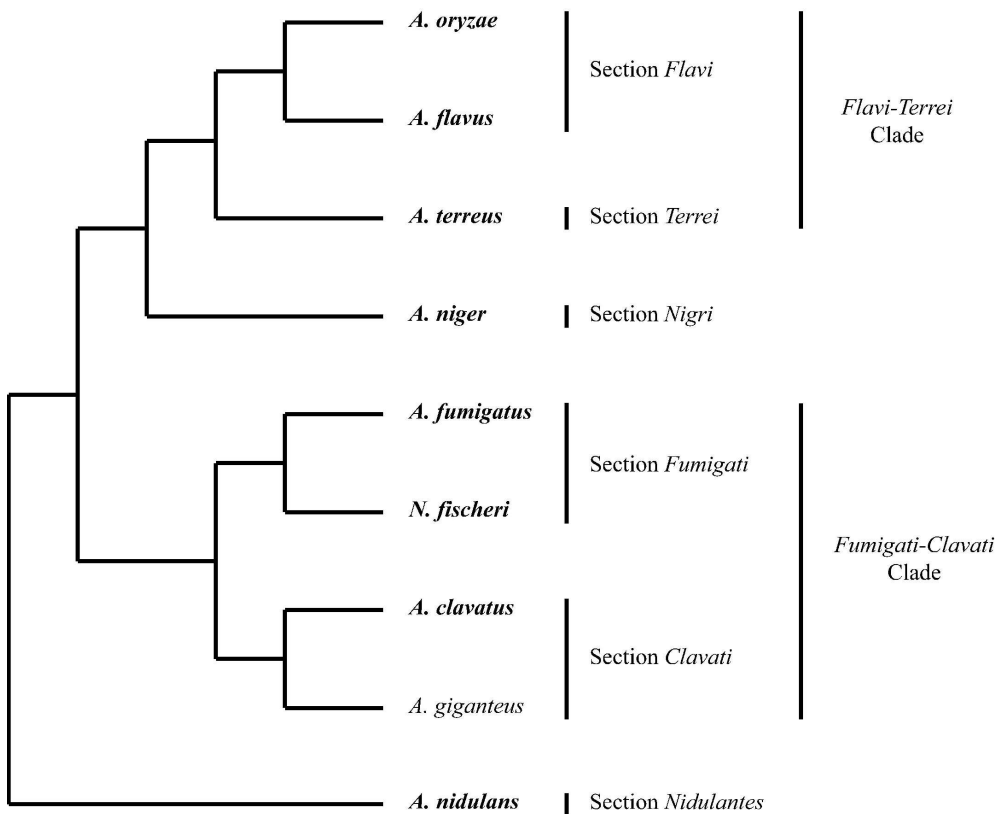 A. oryzae
Section Flavi
A. flavus
Flavi-Terrei
Clade
A. terreus
Section Terrei
A. niger
Section Nigri
A. fumigatus
Section Fumigati
N. fischeri
Fumigati-Clavati
Clade
A. clavatus
Section Clavati
A. giganteus
A. nidulans
Section Nidulantes